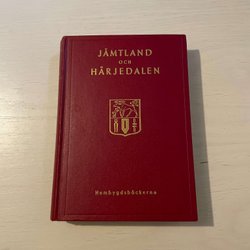 JÄMTLAND
OCH
HÄRJEDALEN
Hembygdsböckerna